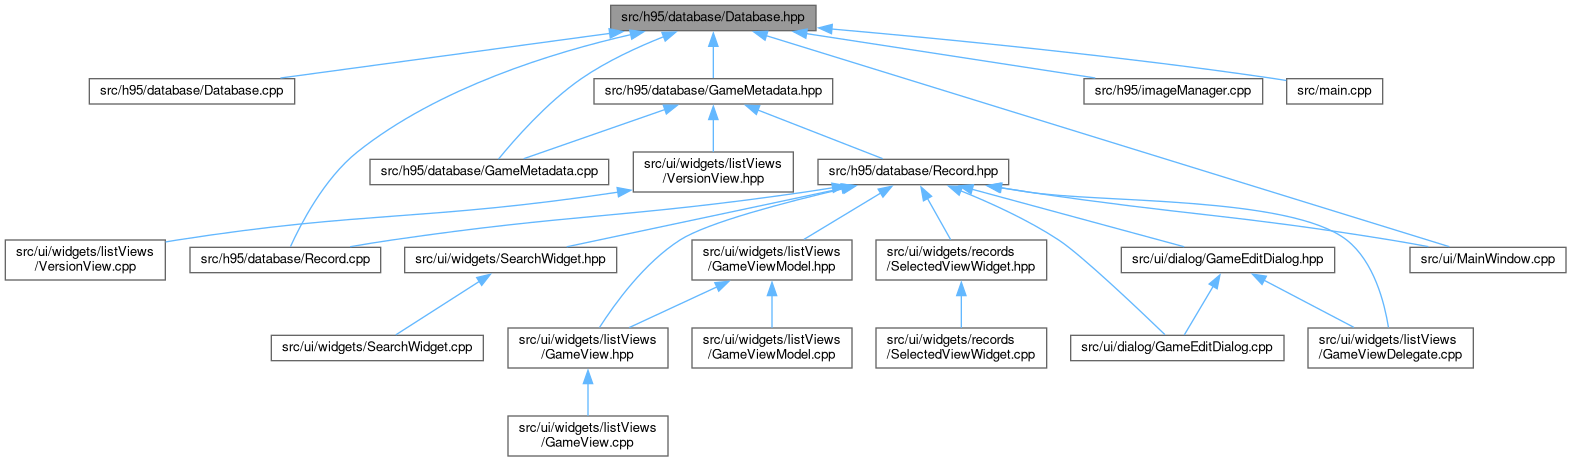 src/h95/database/Database.hpp
src/h95/database/Database.cpp
src/h95/database/GameMetadata.hpp
src/h95/imageManager.cpp
src/main.cpp
src/h95/database/GameMetadata.cpp
src/ui/widgets/listViews
/VersionView.hpp
src/h95/database/Record.hpp
src/ui/widgets/listViews
/VersionView.cpp
src/h95/database/Record.cpp
src/ui/widgets/SearchWidget.hpp
src/ui/widgets/listViews
/GameViewModel.hpp
src/ui/widgets/records
/SelectedViewWidget.hpp
src/ui/dialog/GameEditDialog.hpp
src/ui/MainWindow.cpp
src/ui/widgets/SearchWidget.cpp
src/ui/widgets/listViews
/GameView.hpp
src/ui/widgets/listViews
/GameViewModel.cpp
src/ui/widgets/records
/SelectedViewWidget.cpp
src/ui/dialog/GameEditDialog.cpp
src/ui/widgets/listViews
/GameViewDelegate.cpp
src/ui/widgets/listViews
/GameView.cpp